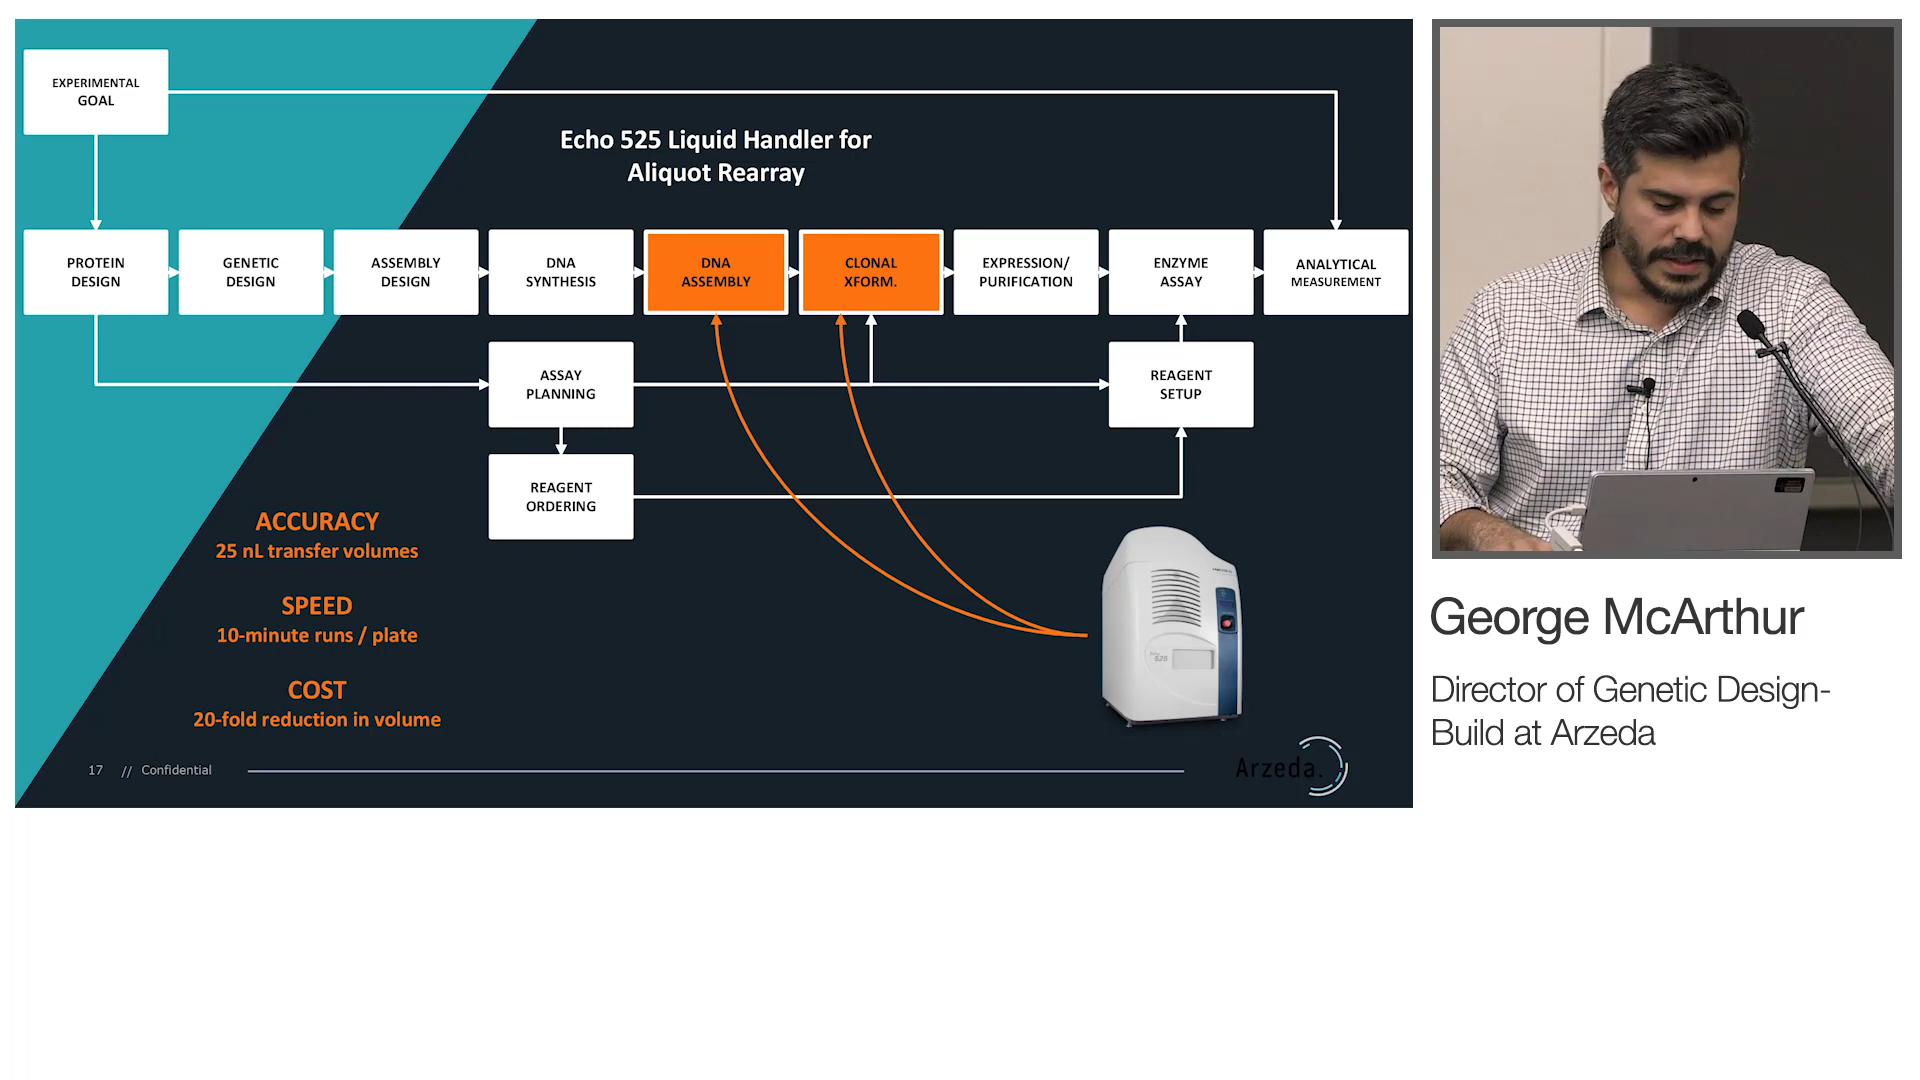 EXPERIMENTAL
GOAL
Echo 525 Liquid Handler for
Aliquot Rearray
PROTEIN
DESIGN
GENETIC
DESIGN
ASSEMBLY
DESIGN
DNA
SYNTHESIS
DNA
ASSEMBLY
CLONAL
XFORM.
EXPRESSION/
PURIFICATION
ENZYME
ASSAY
ANALYTICAL
MEASUREMENT
ASSAY
PLANNING
REAGENT
SETUP
REAGENT
ORDERING
ACCURACY
25 nL transfer volumes
SPEED
10-minute runs / plate
COST
20-fold reduction in volume
525
17 // Confidential
Arzeda.
George McArthur
Director of Genetic Design-
Build at Arzeda